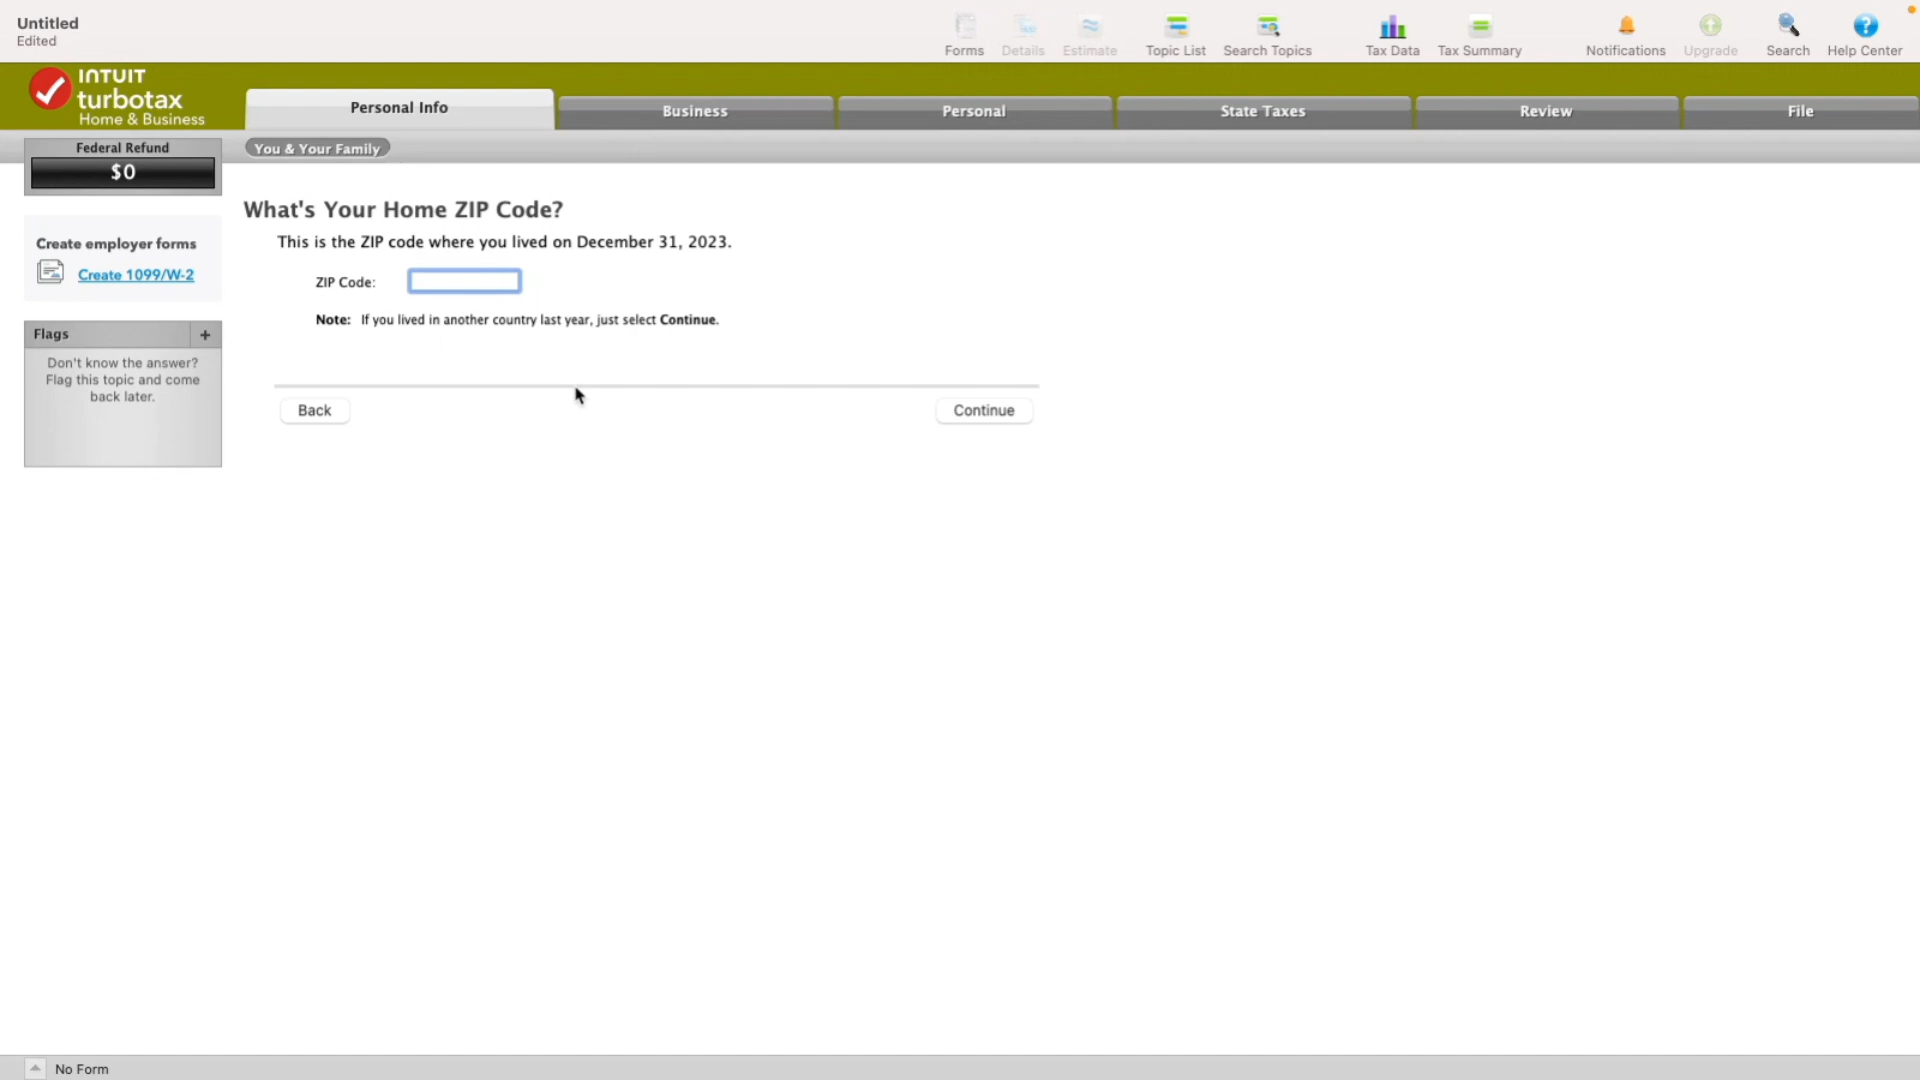 Untitled
Edited
Forms
Details
Estimate
Topic List
Search Topics
Tax Data
Tax Summary
Notifications
Upgrade
Search
Help Center
INTUIT
turbotax
Home & Business
Personal Info
Business
Personal
State Taxes
Review
File
Federal Refund
$0
You & Your Family
Create employer forms
Create 1099/W-2
Flags
+
Don't know the answer?
Flag this topic and come
back later.
What's Your Home ZIP Code?
This is the ZIP code where you lived on December 31, 2023.
ZIP Code:
Note: If you lived in another country last year, just select Continue.
Back
Continue
No Form